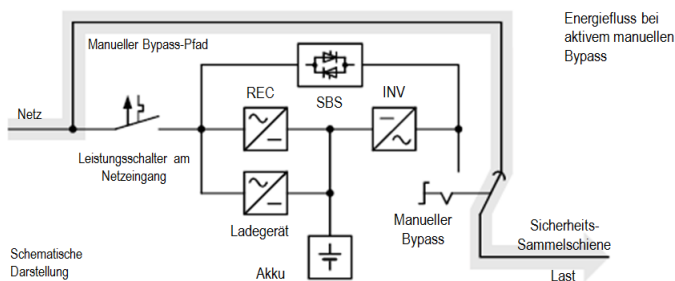 Energiefluss bei
aktivem manuellen
Bypass
Manueller Bypass-Pfad
REC
SBS
INV
Netz
Leistungsschalter am
Netzeingang
Ladegerät
Manueller
Bypass
Sicherheits-
Sammelschiene
Schematische
Darstellung
Akku
Last